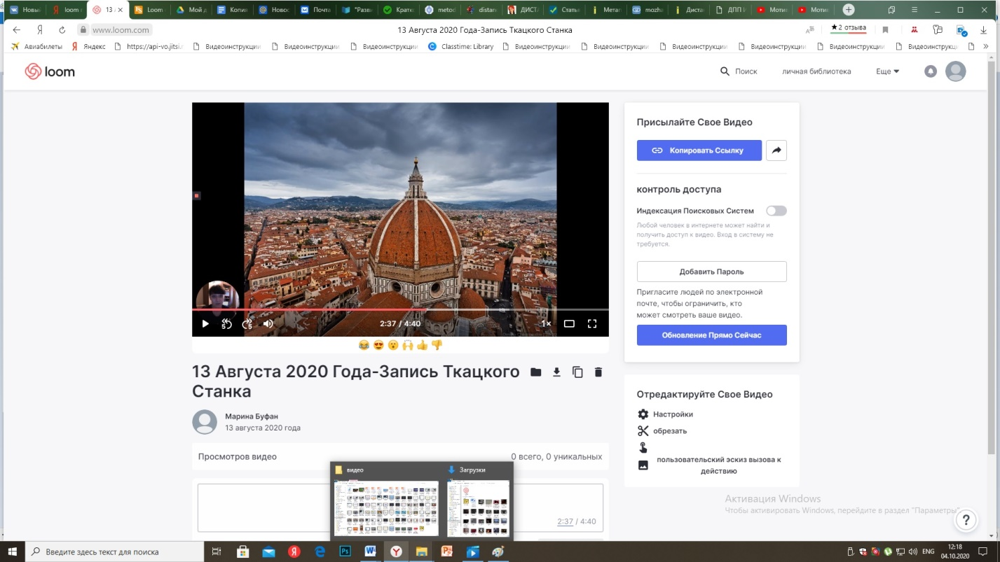 Новы
loom
13
Loom
Мой д
Копия
Новос
Почта
"Разви
Кратк
metod
distan
ДИСТА
Статьи
Метап
mozha
Диста
ДПП И
Мотив
Мотив
www.loom.com
13 Августа 2020 Года-Запись Ткацкого Станка
★2 отзыва
Авиабилеты
Яндекс
https://api-vo.jitsi.
Видеоинструкции
Видеоинструкции
Видеоинструкции
Classtime: Library
Видеоинструкции
Видеоинструкции
Видеоинструкции
Видеоинструкции
Видеоинструкции
Видеоинструкц
loom
Поиск
личная библиотека
Еще
Присылайте Свое Видео
Копировать Ссылку
контроль доступа
Индексация Поисковых Систем
Любой человек в интернете может найти и
получить доступ к видео. Вход в систему не
требуется.
Добавить Пароль
Пригласите людей по электронной
почте, чтобы ограничить, кто
может смотреть ваше видео.
Обновление Прямо Сейчас
5
5
2:37 / 4:40
1×
13 Августа 2020 Года-Запись Ткацкого
Станка
Марина Буфан
13 августа 2020 года
Просмотров видео
0 всего, 0 уникальных
2:37 / 4:40
Отредактируйте Свое Видео
Настройки
обрезать
пользовательский эскиз вызова к
действию
видео
Загрузки
Активация Windows
Чтобы активировать Windows, перейдите в раздел "Параметры"
?
Введите здесь текст для поиска
ENG
12:18
04.10.2020